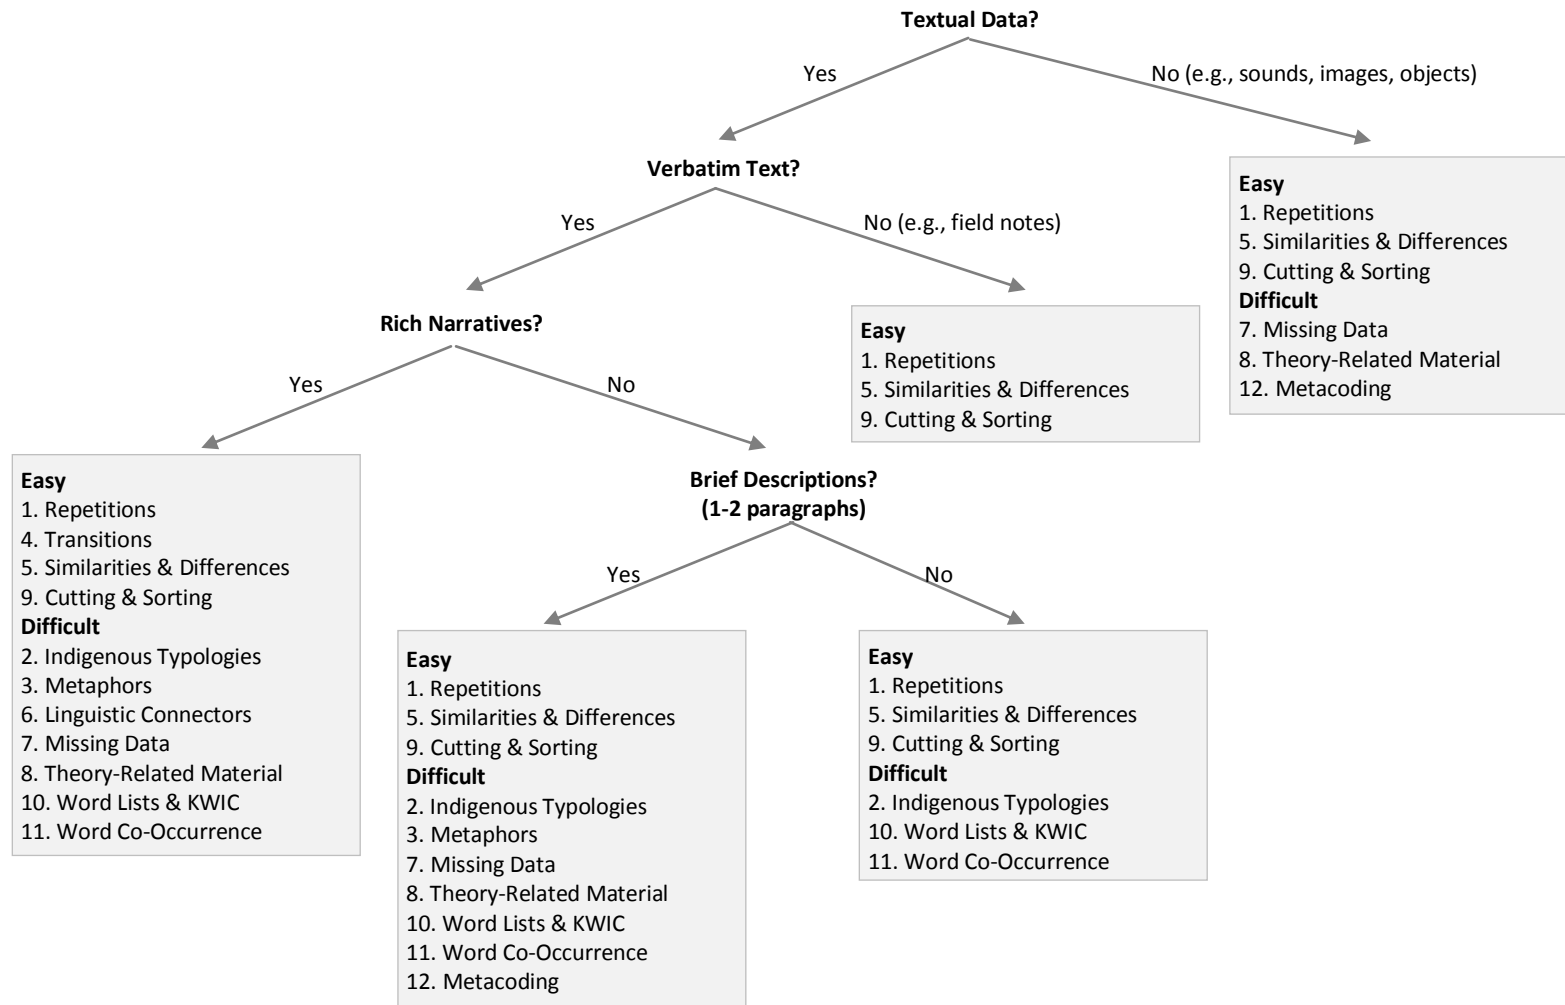 Textual Data?
Yes
No (e.g., sounds, images, objects)
Verbatim Text?
Yes
No (e.g., field notes)
Easy
1. Repetitions
5. Similarities & Differences
9. Cutting & Sorting
Difficult
7. Missing Data
8. Theory-Related Material
12. Metacoding
Rich Narratives?
Yes
No
Easy
1. Repetitions
5. Similarities & Differences
9. Cutting & Sorting
Easy
1. Repetitions
4. Transitions
5. Similarities & Differences
9. Cutting & Sorting
Difficult
2. Indigenous Typologies
3. Metaphors
6. Linguistic Connectors
7. Missing Data
8. Theory-Related Material
10. Word Lists & KWIC
11. Word Co-Occurrence
Brief Descriptions?
(1-2 paragraphs)
Yes
No
Easy
1. Repetitions
5. Similarities & Differences
9. Cutting & Sorting
Difficult
2. Indigenous Typologies
3. Metaphors
7. Missing Data
8. Theory-Related Material
10. Word Lists & KWIC
11. Word Co-Occurrence
12. Metacoding
Easy
1. Repetitions
5. Similarities & Differences
9. Cutting & Sorting
Difficult
2. Indigenous Typologies
10. Word Lists & KWIC
11. Word Co-Occurrence